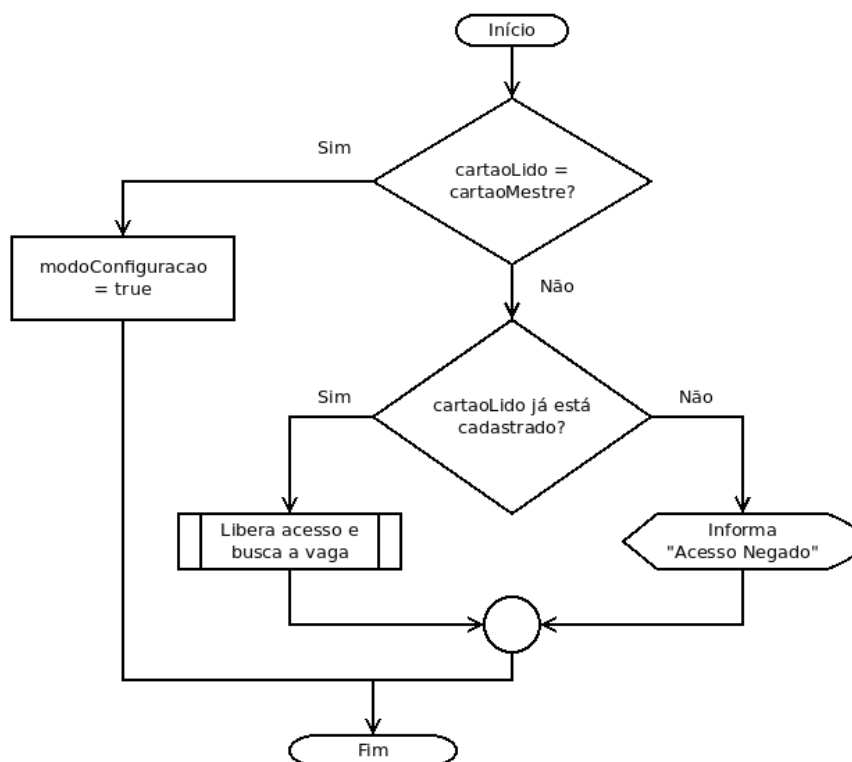 Início
Sim
cartaoLido =
cartaoMestre?
modoConfiguracao
= true
Não
Sim
cartaoLido já está
cadastrado?
Não
Libera acesso e
busca a vaga
Informa
"Acesso Negado"
Fim